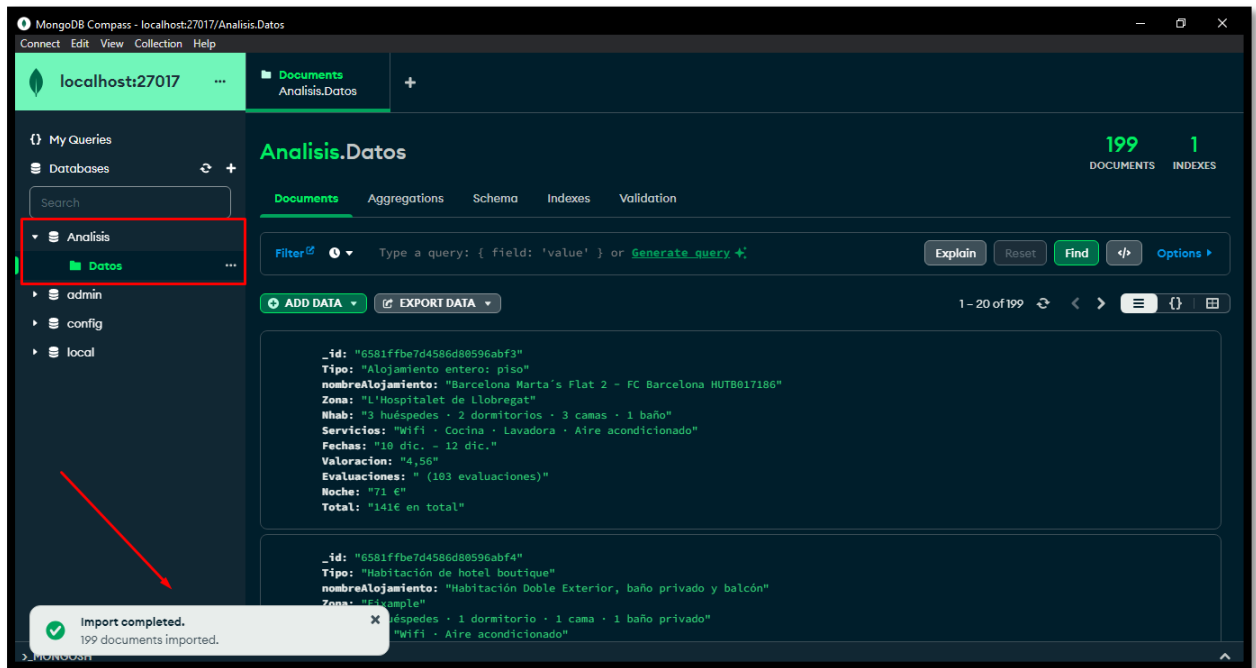 MongoDB Compass - localhost:27017/Analisis.Datos
Connect Edit View Collection Help
localhost:27017 ...
Documents
Analisis.Datos
+
{} My Queries
Databases
Search
Analisis
Datos ...
admin
config
local
Analisis.Datos
199
DOCUMENTS
1
INDEXES
Documents Aggregations Schema Indexes Validation
Filter Type a query: { field: 'value' } or Generate query Explain Reset Find </> Options
ADD DATA EXPORT DATA 1 – 20 of 199 {}
_id: "6581ffbe7d4586d80596abf3"
Tipo: "Alojamiento entero: piso"
nombreAlojamiento: "Barcelona Marta´s Flat 2 - FC Barcelona HUTB017186"
Zona: "L'Hospitalet de Llobregat"
Nhab: "3 huéspedes · 2 dormitorios · 3 camas · 1 baño"
Servicios: "Wifi · Cocina · Lavadora · Aire acondicionado"
Fechas: "10 dic. – 12 dic."
Valoracion: "4,56"
Evaluaciones: " (103 evaluaciones)"
Noche: "71 €"
Total: "141€ en total"
_id: "6581ffbe7d4586d80596abf4"
Tipo: "Habitación de hotel boutique"
nombreAlojamiento: "Habitación Doble Exterior, baño privado y balcón"
Zona: "Eixample"
uéspedes · 1 dormitorio · 1 cama · 1 baño privado"
"Wifi · Aire acondicionado"
Import completed.
199 documents imported.
>_MONGOSH